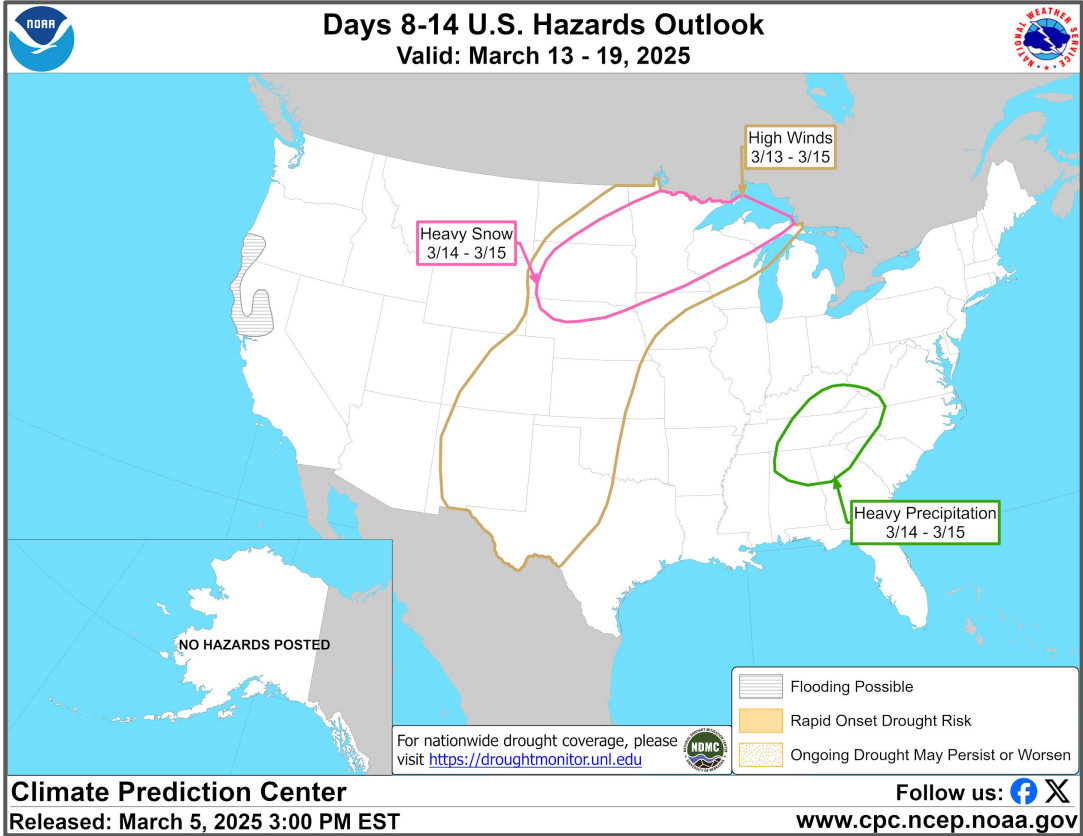 NOAA
Days 8-14 U.S. Hazards Outlook
Valid: March 13 - 19, 2025
NATIONAL WEATHER SERVICE
High Winds
3/13 - 3/15
Heavy Snow
3/14 - 3/15
Heavy Precipitation
3/14 - 3/15
NO HAZARDS POSTED
Flooding Possible
Rapid Onset Drought Risk
Ongoing Drought May Persist or Worsen
For nationwide drought coverage, please
visit https://droughtmonitor.unl.edu
NDMC
Climate Prediction Center
Released: March 5, 2025 3:00 PM EST
Follow us:
www.cpc.ncep.noaa.gov